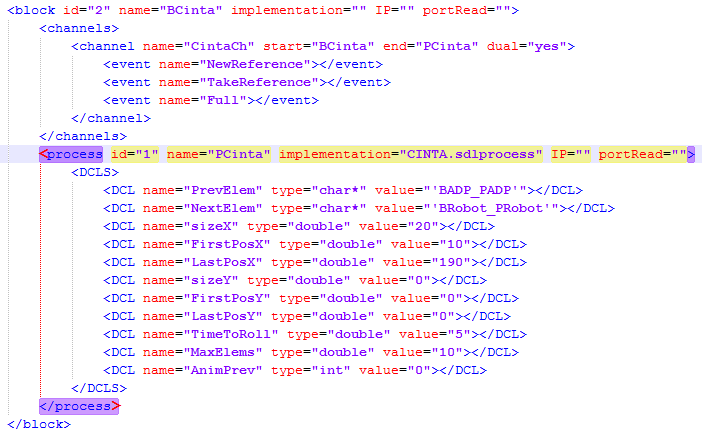 <block id="2" name="BCinta" implementation="" IP="" portRead="">
<channels>
<channel name="CintaCh" start="BCinta" end="PCinta" dual="yes">
<event name="NewReference"></event>
<event name="TakeReference"></event>
<event name="Full"></event>
</channel>
</channels>
<process id="1" name="PCinta" implementation="CINTA.sdlprocess" IP="" portRead="">
<DCLS>
<DCL name="PrevElem" type="char*" value="'BADP_PADP'"></DCL>
<DCL name="NextElem" type="char*" value="'BRobot_PRobot'"></DCL>
<DCL name="sizeX" type="double" value="20"></DCL>
<DCL name="FirstPosX" type="double" value="10"></DCL>
<DCL name="LastPosX" type="double" value="190"></DCL>
<DCL name="sizeY" type="double" value="0"></DCL>
<DCL name="FirstPosY" type="double" value="0"></DCL>
<DCL name="LastPosY" type="double" value="0"></DCL>
<DCL name="TimeToRoll" type="double" value="5"></DCL>
<DCL name="MaxElems" type="double" value="10"></DCL>
<DCL name="AnimPrev" type="int" value="0"></DCL>
</DCLS>
</process>
</block>